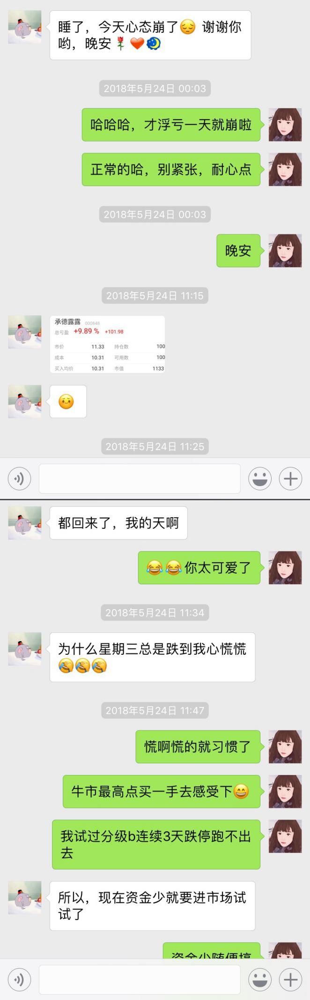 睡了，今天心态崩了😔 谢谢你
哟，晚安🌹❤️🌙
2018年5月24日 00:03
哈哈哈，才浮亏一天就崩啦
正常的哈，别紧张，耐心点
2018年5月24日 00:03
晚安
2018年5月24日 11:15
承德露露 000848
总亏盈 +9.89 % +101.98
市价 11.33 持仓数 100
成本 10.31 可用数 100
买入均价 10.31 市值 1133
2018年5月24日 11:25
都回来了，我的天啊
😂😂你太可爱了
2018年5月24日 11:34
为什么星期三总是跌到我心慌慌
2018年5月24日 11:47
慌啊慌的就习惯了
牛市最高点买一手去感受下😄
我试过分级b连续3天跌停跑不出
去
所以，现在资金少就要进市场试
试了
资金少随便搞